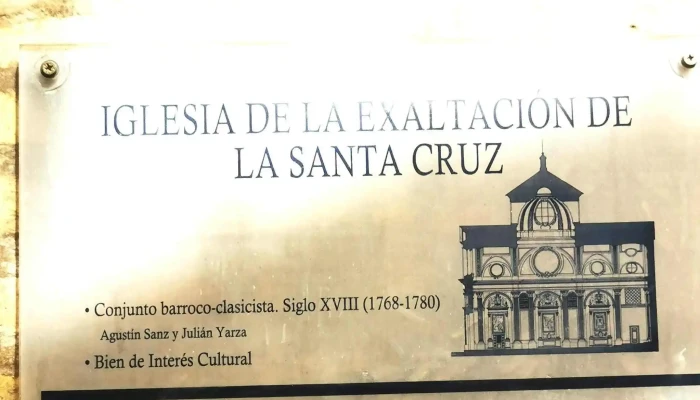 IGLESIA DE LA EXALTACIÓN DE
LA SANTA CRUZ
• Conjunto barroco-clasicista. Siglo XVIII (1768-1780)
Agustín Sanz y Julián Yarza
• Bien de Interés Cultural